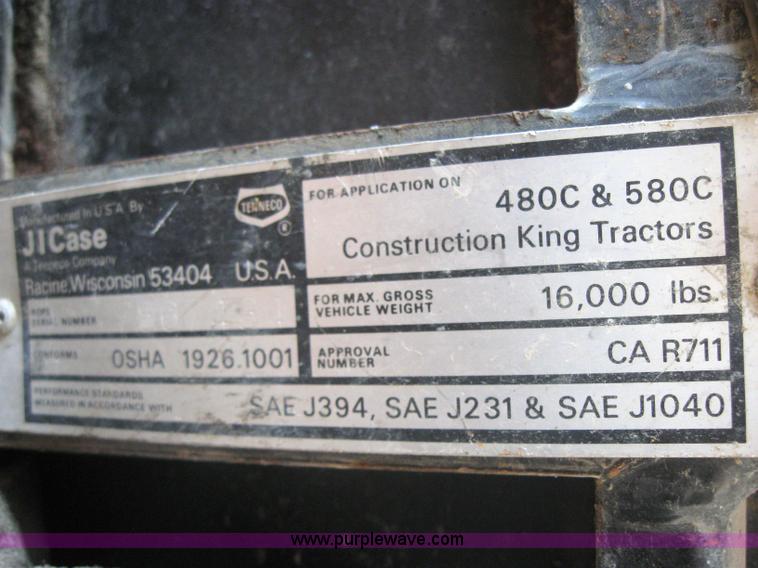 Manufactured In U.S.A. By
JI Case
A Tenneco Company
Racine, Wisconsin 53404 U.S.A.
TENNECO
®
ROPS
SERIAL NUMBER
CONFORMS OSHA 1926.1001
FOR APPLICATION ON 480C & 580C
Construction King Tractors
FOR MAX. GROSS
VEHICLE WEIGHT 16,000 lbs.
APPROVAL
NUMBER CA R711
PERFORMANCE STANDARDS
MEASURED IN ACCORDANCE WITH SAE J394, SAE J231 & SAE J1040
www.purplewave.com